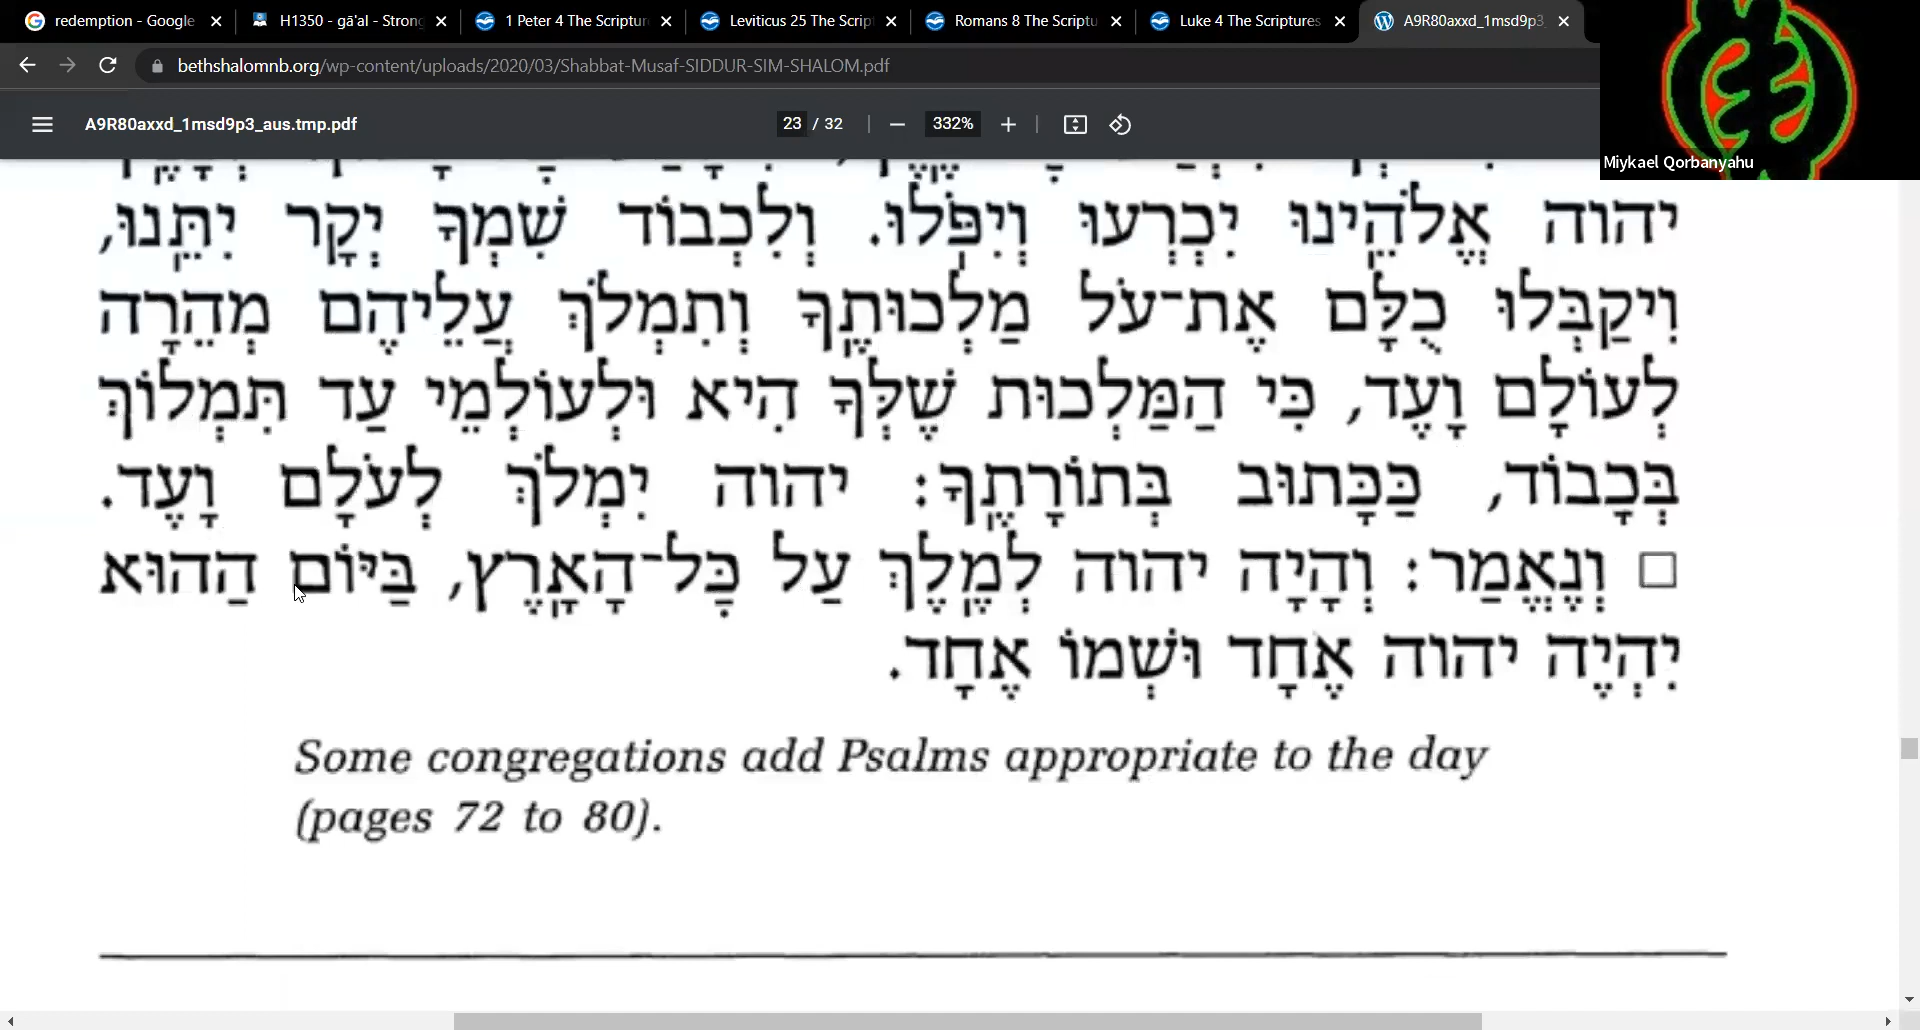 redemption - Google
H1350 - gā'al - Strong
1 Peter 4 The Scripture
Leviticus 25 The Script
Romans 8 The Scriptu
Luke 4 The Scriptures
A9R80axxd_1msd9p3
bethshalomnb.org/wp-content/uploads/2020/03/Shabbat-Musaf-SIDDUR-SIM-SHALOM.pdf
A9R80axxd_1msd9p3_aus.tmp.pdf
23 / 32
332%
Miykael Qorbanyahu
יהוה אֱלֹהֵֽינוּ יִכְרְעוּ וְיִפֹּֽלוּ. וְלִכְבוֹד שִׁמְךָ יְקָר יִתֵּֽנוּ,
וִיקַבְּלוּ כֻלָּם אֶת־עֹל מַלְכוּתֶֽךָ וְתִמְלֹךְ עֲלֵיהֶם מְהֵרָה
לְעוֹלָם וָעֶד, כִּי הַמַּלְכוּת שֶׁלְּךָ הִיא וּלְעוֹלְמֵי עַד תִּמְלוֹךְ
בְּכָבוֹד, כַּכָּתוּב בְּתוֹרָתֶֽךָ: יהוה יִמְלֹךְ לְעֹלָם וָעֶד.
□ וְנֶאֱמַר: וְהָיָה יהוה לְמֶֽלֶךְ עַל כָּל־הָאָֽרֶץ, בַּיּוֹם הַהוּא
יִהְיֶה יהוה אֶחָד וּשְׁמוֹ אֶחָד.
Some congregations add Psalms appropriate to the day
(pages 72 to 80).